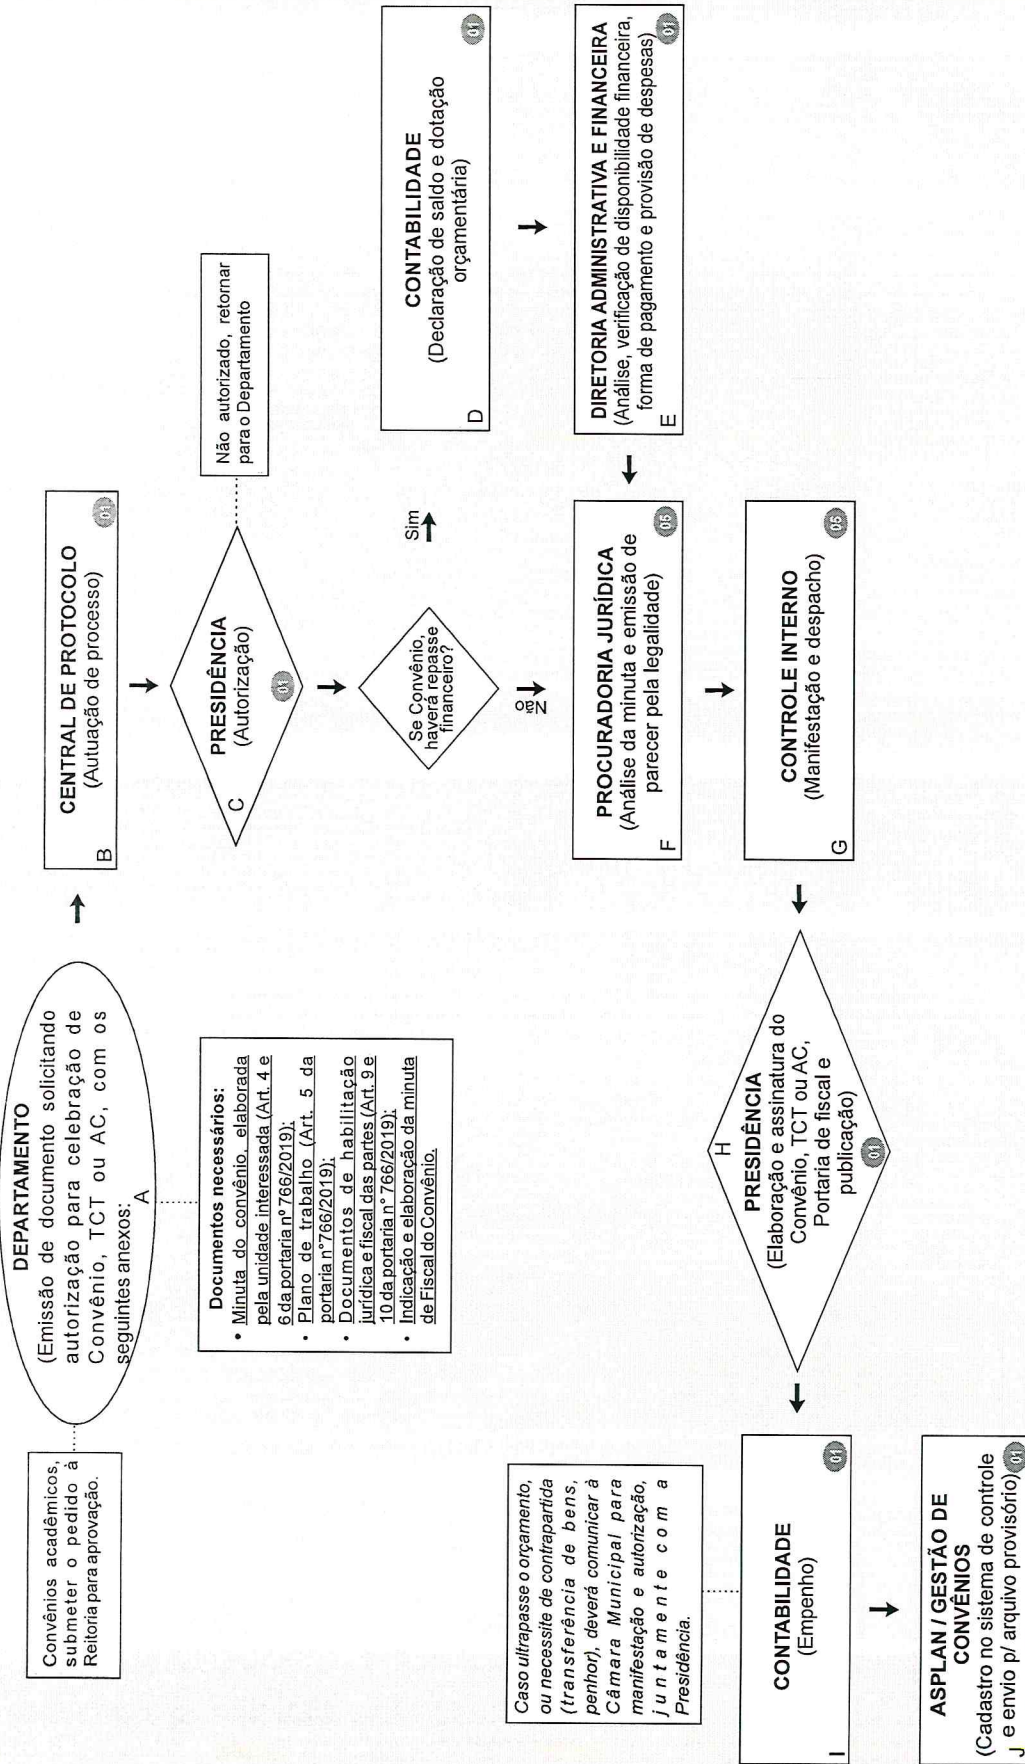 Convênios acadêmicos,
submeter o pedido à
Reitoria para aprovação.
DEPARTAMENTO
(Emissão de documento solicitando
autorização para celebração de
Convênio, TCT ou AC, com os
seguintes anexos:
A
Documentos necessários:
• Minuta do convênio, elaborada
pela unidade interessada (Art. 4 e
6 da portaria nº 766/2019);
• Plano de trabalho (Art. 5 da
portaria n°766/2019);
• Documentos de habilitação
jurídica e fiscal das partes (Art. 9 e
10 da portaria n° 766/2019);
• Indicação e elaboração da minuta
de Fiscal do Convênio.
CENTRAL DE PROTOCOLO
(Autuação de processo)
B
01
PRESIDÊNCIA
(Autorização)
C
01
Não autorizado, retornar
para o Departamento
Se Convênio,
haverá repasse
financeiro?
Sim
Não
CONTABILIDADE
(Declaração de saldo e dotação
orçamentária)
D
01
DIRETORIA ADMINISTRATIVA E FINANCEIRA
(Análise, verificação de disponibilidade financeira,
forma de pagamento e provisão de despesas)
E
01
PROCURADORIA JURÍDICA
(Análise da minuta e emissão de
parecer pela legalidade)
F
05
CONTROLE INTERNO
(Manifestação e despacho)
G
05
H
PRESIDÊNCIA
(Elaboração e assinatura do
Convênio, TCT ou AC,
Portaria de fiscal e
publicação)
01
Caso ultrapasse o orçamento,
ou necessite de contrapartida
(transferência de bens,
penhor), deverá comunicar à
Câmara Municipal para
manifestação e autorização,
juntamente com a
Presidência.
CONTABILIDADE
(Empenho)
I
01
ASPLAN / GESTÃO DE
CONVÊNIOS
(Cadastro no sistema de controle
e envio p/ arquivo provisório)
J
01